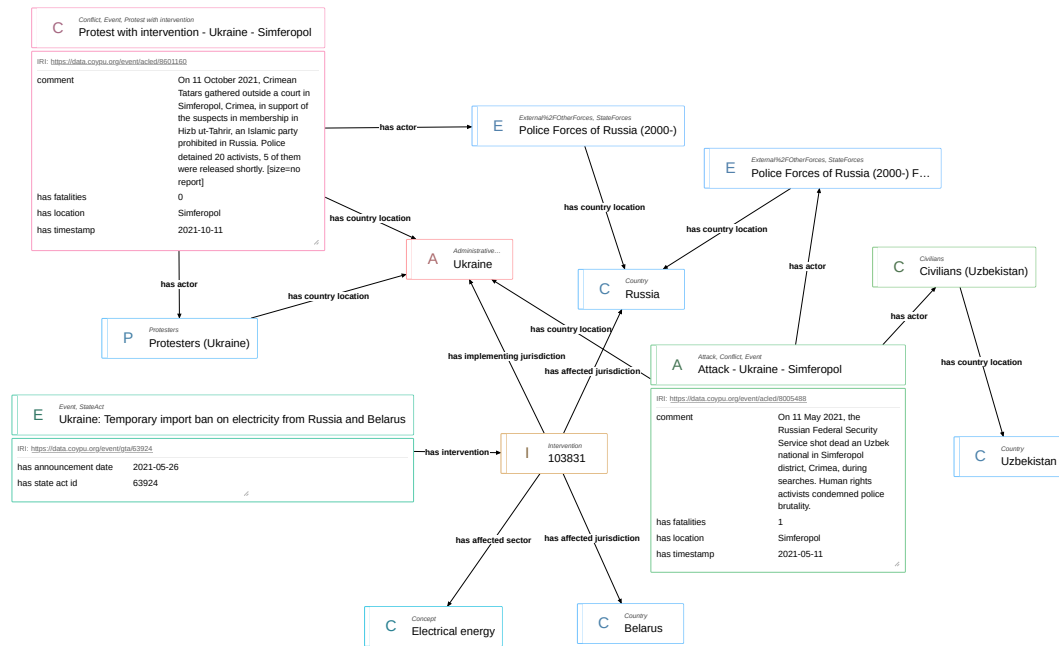 C
Conflict, Event, Protest with intervention
Protest with intervention - Ukraine - Simferopol
IRI: https://data.coypu.org/event/acled/8601160
comment
On 11 October 2021, Crimean
Tatars gathered outside a court in
Simferopol, Crimea, in support of
the suspects in membership in
Hizb ut-Tahrir, an Islamic party
prohibited in Russia. Police
detained 20 activists, 5 of them
were released shortly. [size=no
report]
has fatalities 0
has location Simferopol
has timestamp 2021-10-11
has actor
E
External%2FOtherForces, StateForces
Police Forces of Russia (2000-)
E
External%2FOtherForces, StateForces
Police Forces of Russia (2000-) F...
has country location
has country location
has country location
A
Administrative...
Ukraine
C
Civilians
Civilians (Uzbekistan)
has actor
has actor
has country location
C
Country
Russia
P
Protesters
Protesters (Ukraine)
has country location
has actor
has implementing jurisdiction
has affected jurisdiction
has country location
A
Attack, Conflict, Event
Attack - Ukraine - Simferopol
IRI: https://data.coypu.org/event/acled/8005488
comment
On 11 May 2021, the
Russian Federal Security
Service shot dead an Uzbek
national in Simferopol
district, Crimea, during
searches. Human rights
activists condemned police
brutality.
has fatalities 1
has location Simferopol
has timestamp 2021-05-11
E
Event, StateAct
Ukraine: Temporary import ban on electricity from Russia and Belarus
IRI: https://data.coypu.org/event/gta/63924
has announcement date 2021-05-26
has state act id 63924
has intervention
I
Intervention
103831
C
Country
Uzbekistan
has affected sector
has affected jurisdiction
C
Concept
Electrical energy
C
Country
Belarus